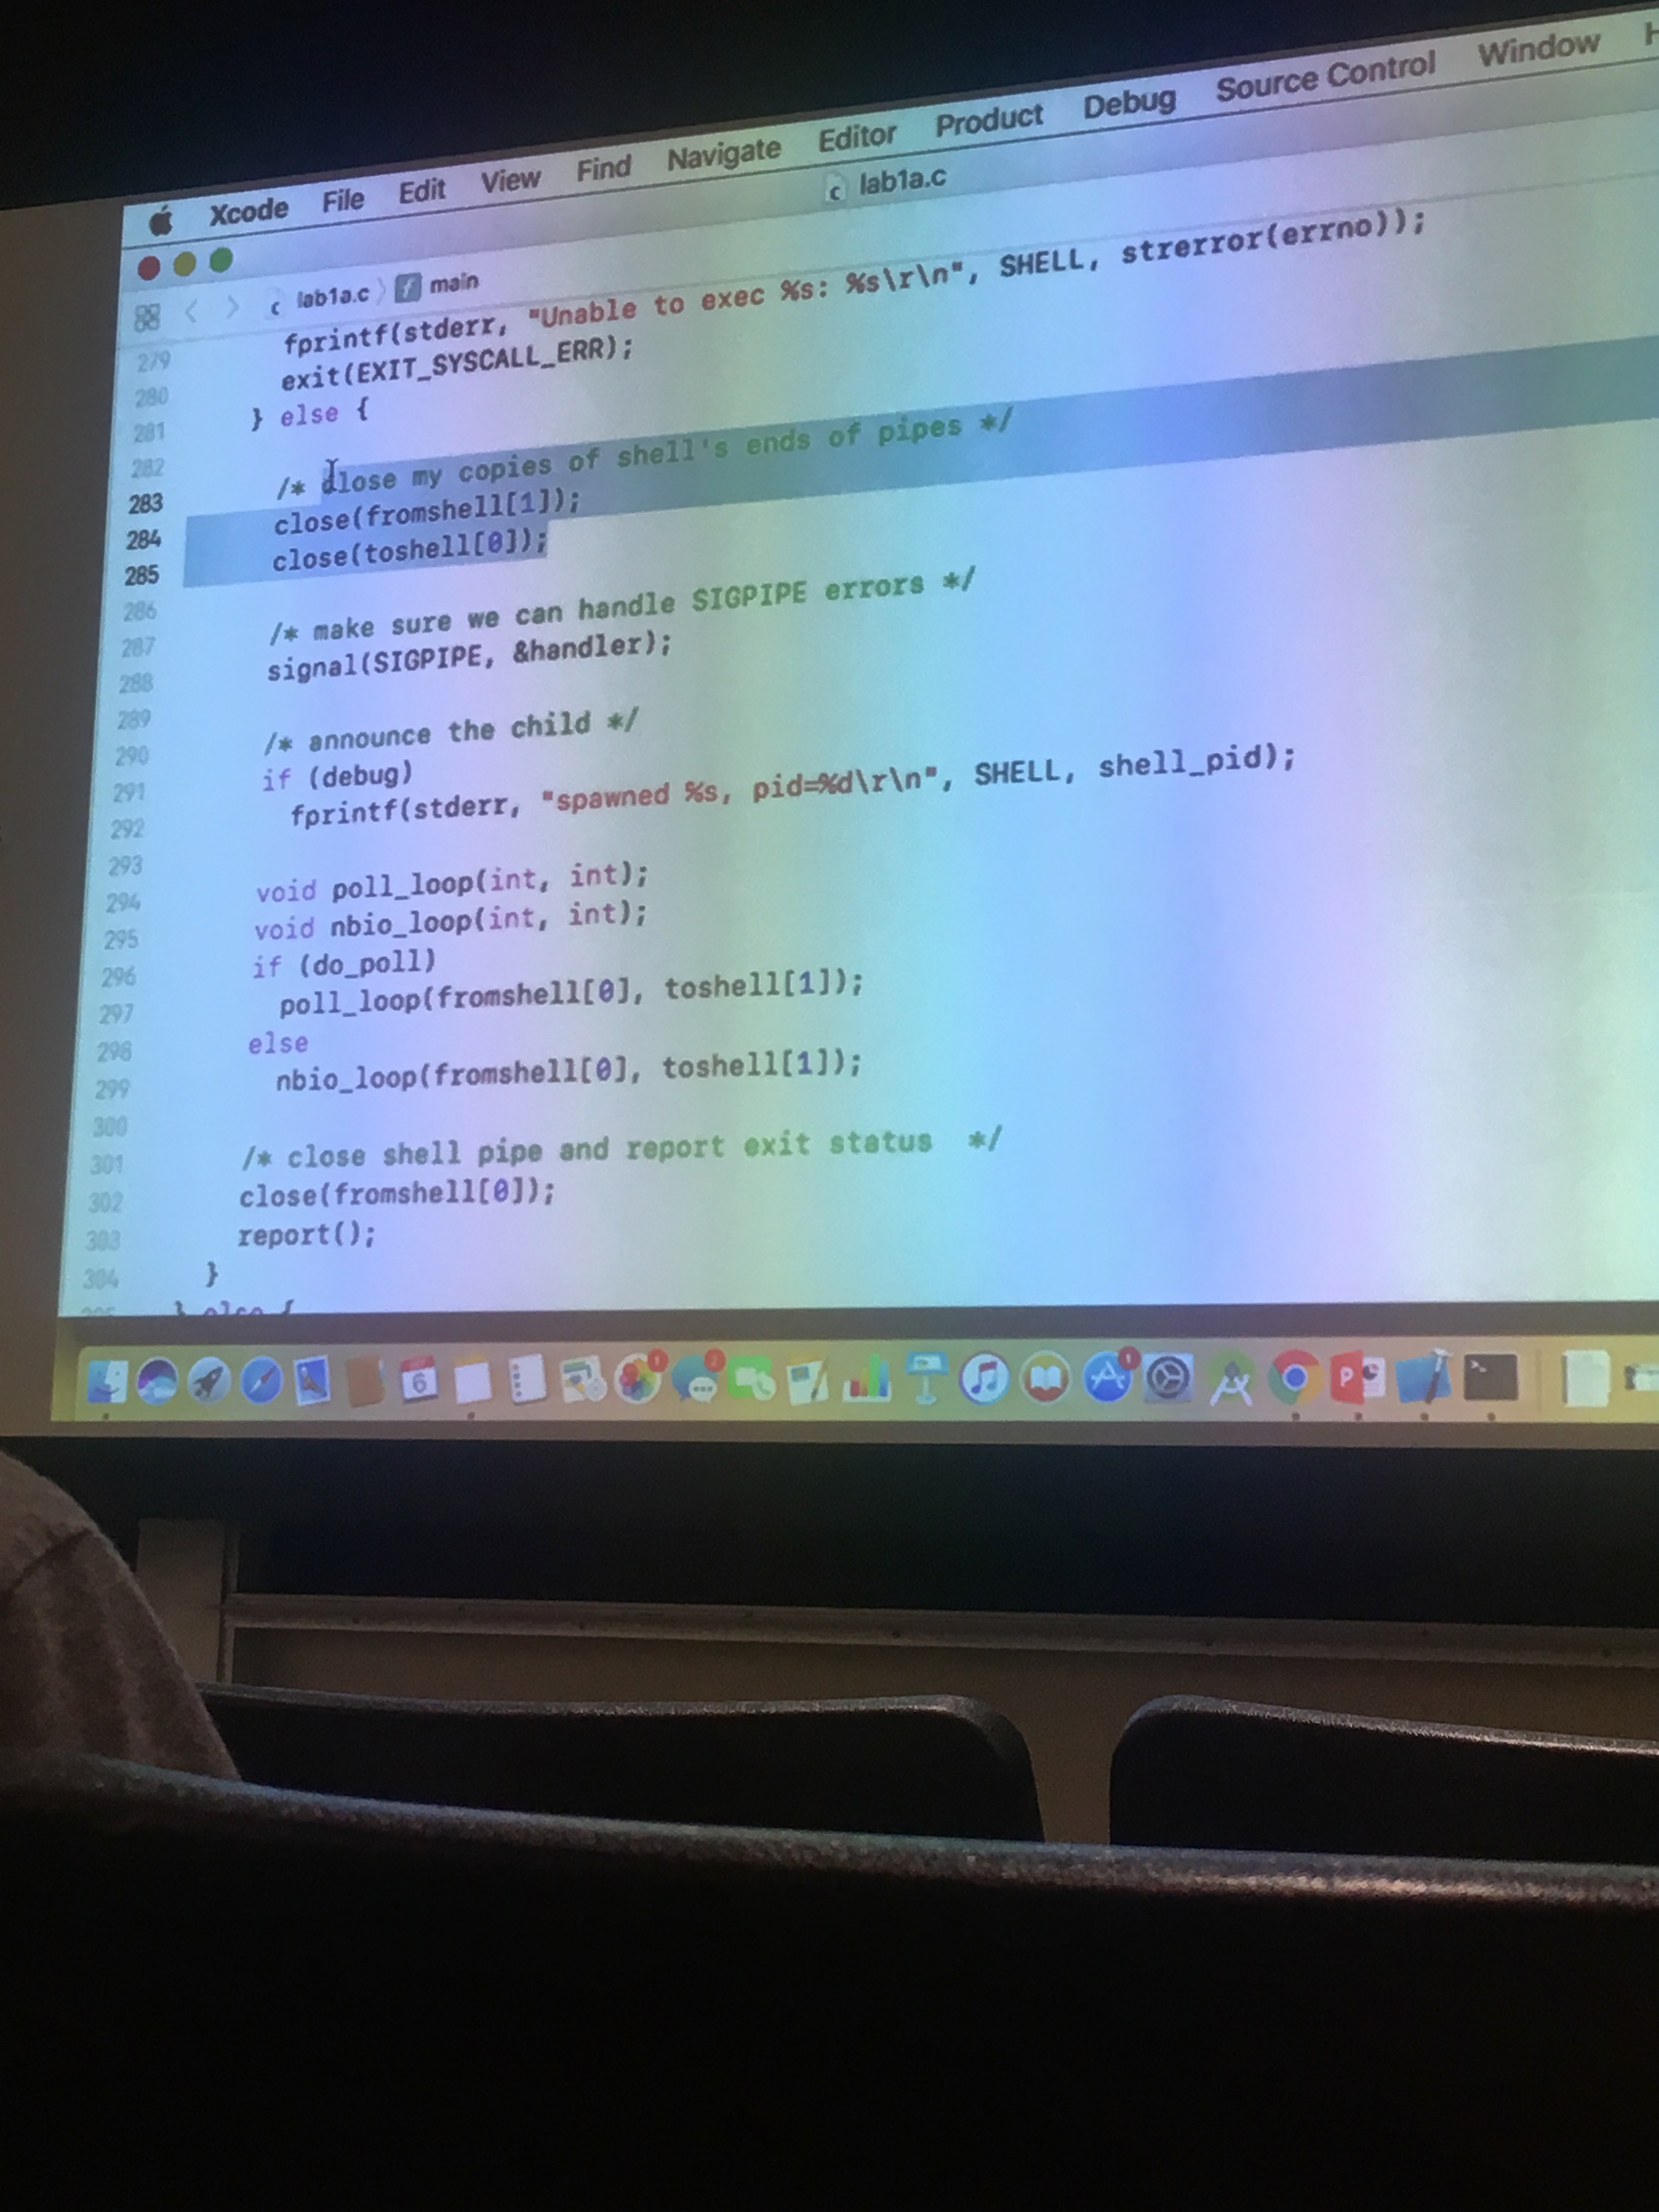 Xcode File Edit View Find Navigate Editor Product Debug Source Control Window
lab1a.c
lab1a.c main
279 fprintf(stderr, "Unable to exec %s: %s\r\n", SHELL, strerror(errno));
280 exit(EXIT_SYSCALL_ERR);
281 } else {
282
283 /* close my copies of shell's ends of pipes */
284 close(fromshell[1]);
285 close(toshell[0]);
286
287 /* make sure we can handle SIGPIPE errors */
288 signal(SIGPIPE, &handler);
289
290 /* announce the child */
291 if (debug)
292 fprintf(stderr, "spawned %s, pid=%d\r\n", SHELL, shell_pid);
293
294 void poll_loop(int, int);
295 void nbio_loop(int, int);
296 if (do_poll)
297 poll_loop(fromshell[0], toshell[1]);
298 else
299 nbio_loop(fromshell[0], toshell[1]);
300
301 /* close shell pipe and report exit status */
302 close(fromshell[0]);
303 report();
304 }
} else {
6